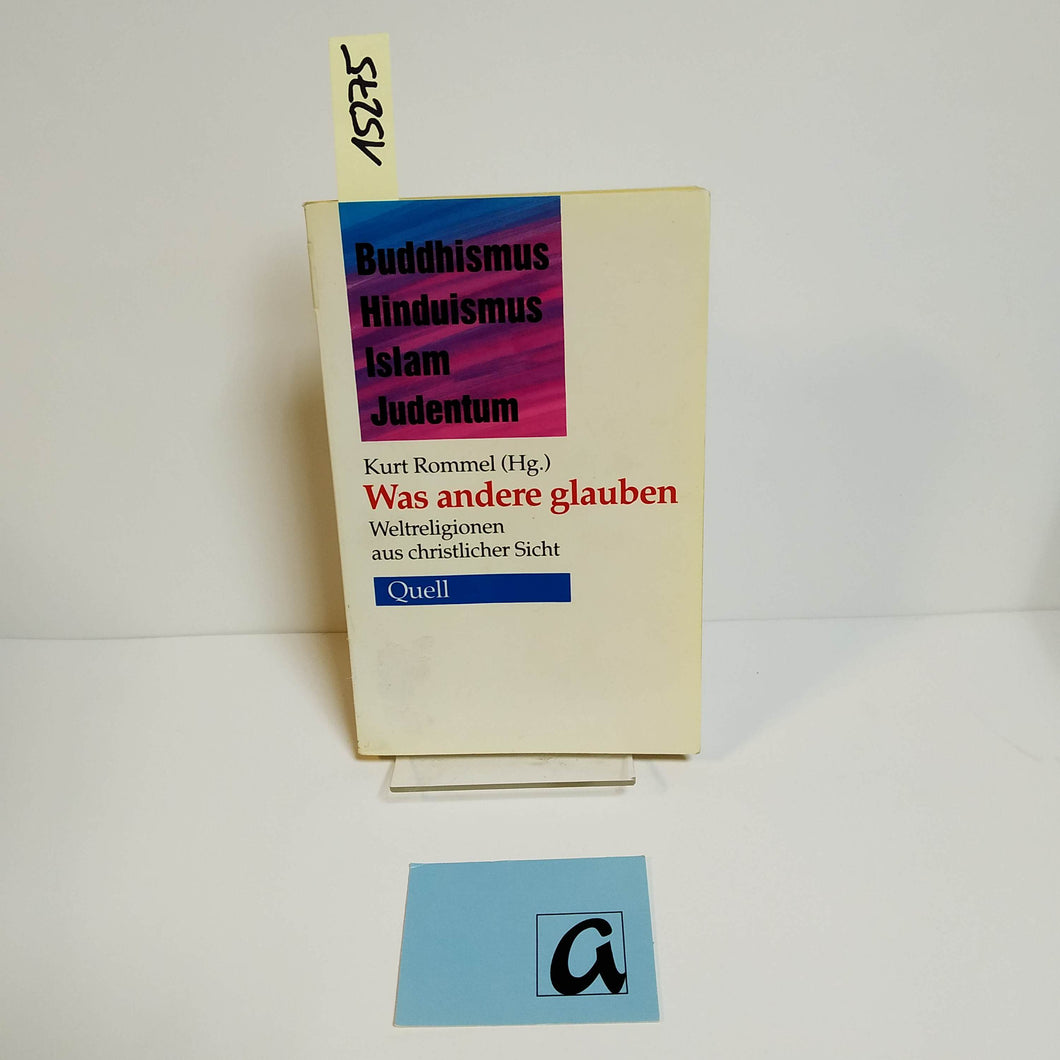 15275
Buddhismus
Hinduismus
Islam
Judentum
Kurt Rommel (Hg.)
Was andere glauben
Weltreligionen
aus christlicher Sicht
Quell
a